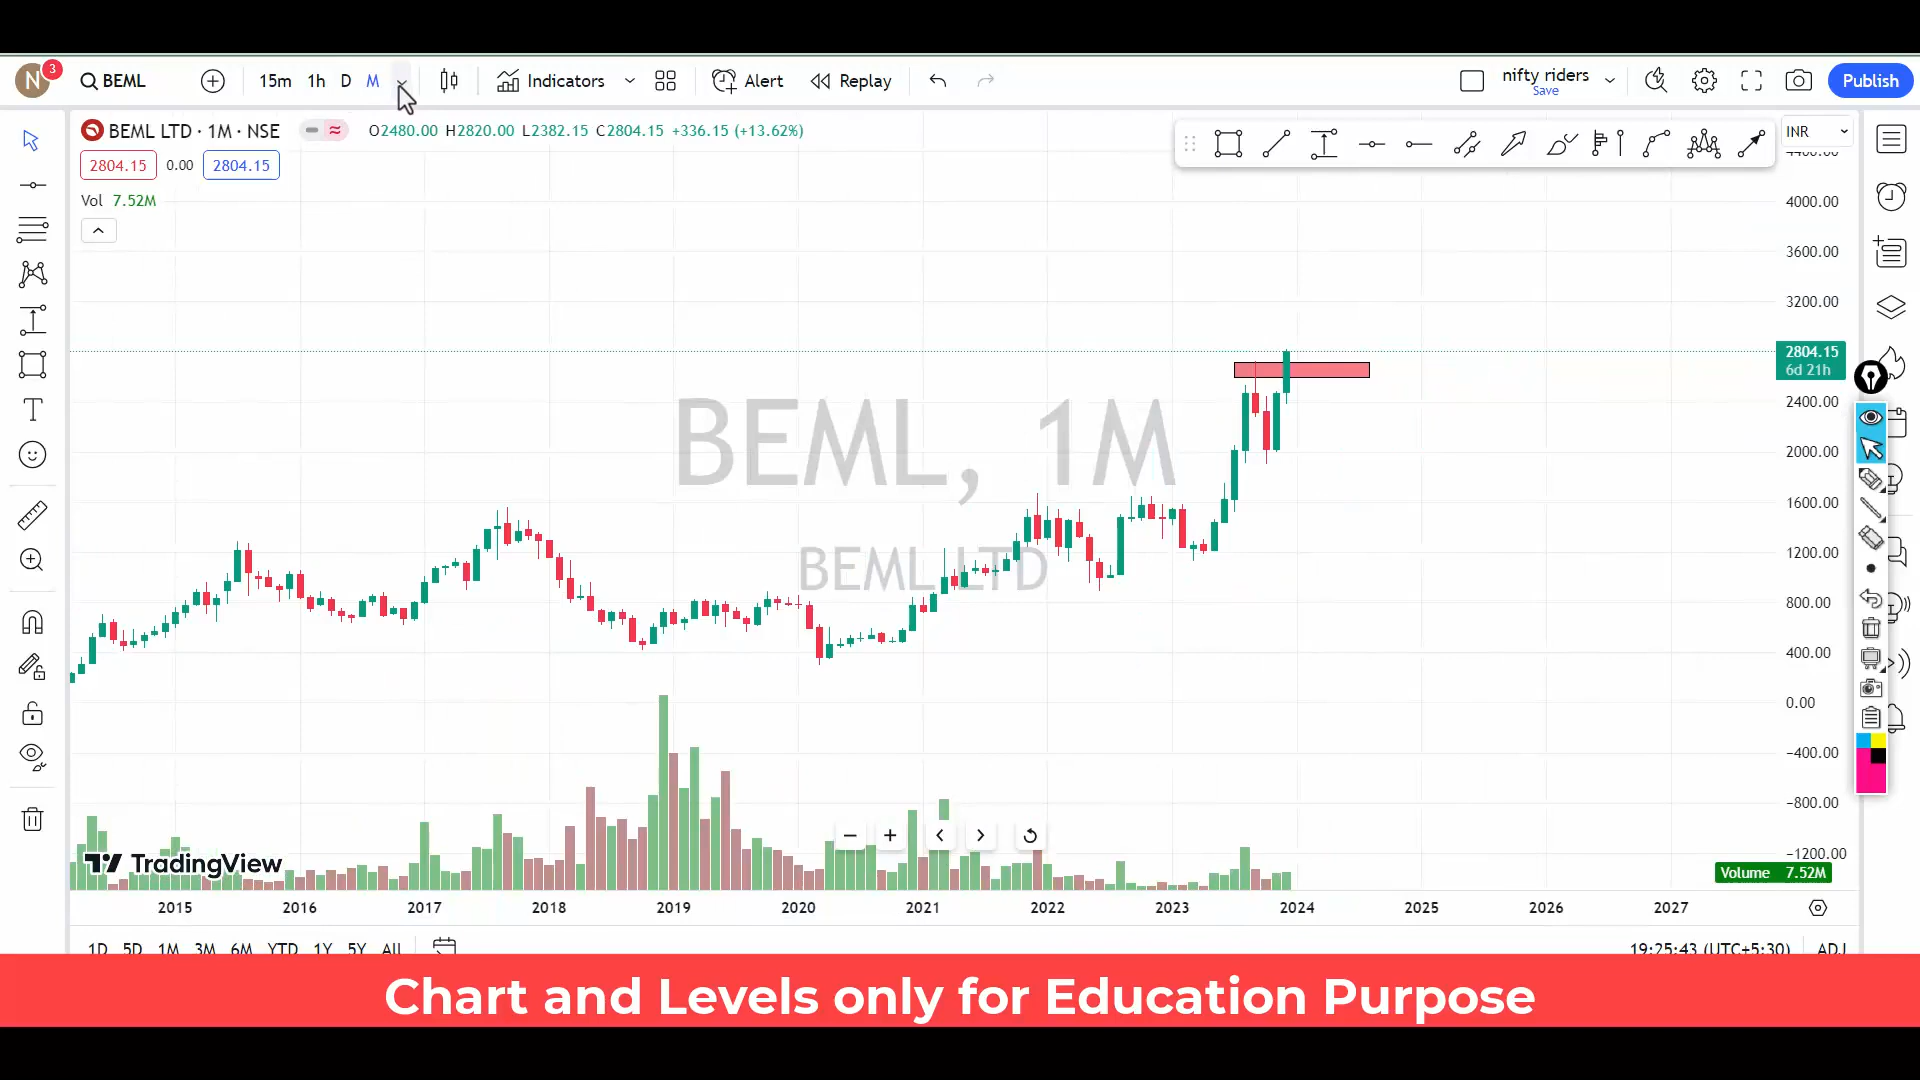 N 3 BEML 15m 1h D M Indicators Alert Replay nifty riders Save Publish
BEML LTD · 1M · NSE O2480.00 H2820.00 L2382.15 C2804.15 +336.15 (+13.62%) INR
2804.15 0.00 2804.15
Vol 7.52M
4000.00
3600.00
3200.00
2804.15
6d 21h
2400.00
2000.00
1600.00
1200.00
800.00
400.00
0.00
−400.00
−800.00
−1200.00
BEML, 1M
BEML LTD
TradingView
Volume 7.52M
2015 2016 2017 2018 2019 2020 2021 2022 2023 2024 2025 2026 2027
1D 5D 1M 3M 6M YTD 1Y 5Y All 19:25:43 (UTC+5:30) ADJ
Chart and Levels only for Education Purpose